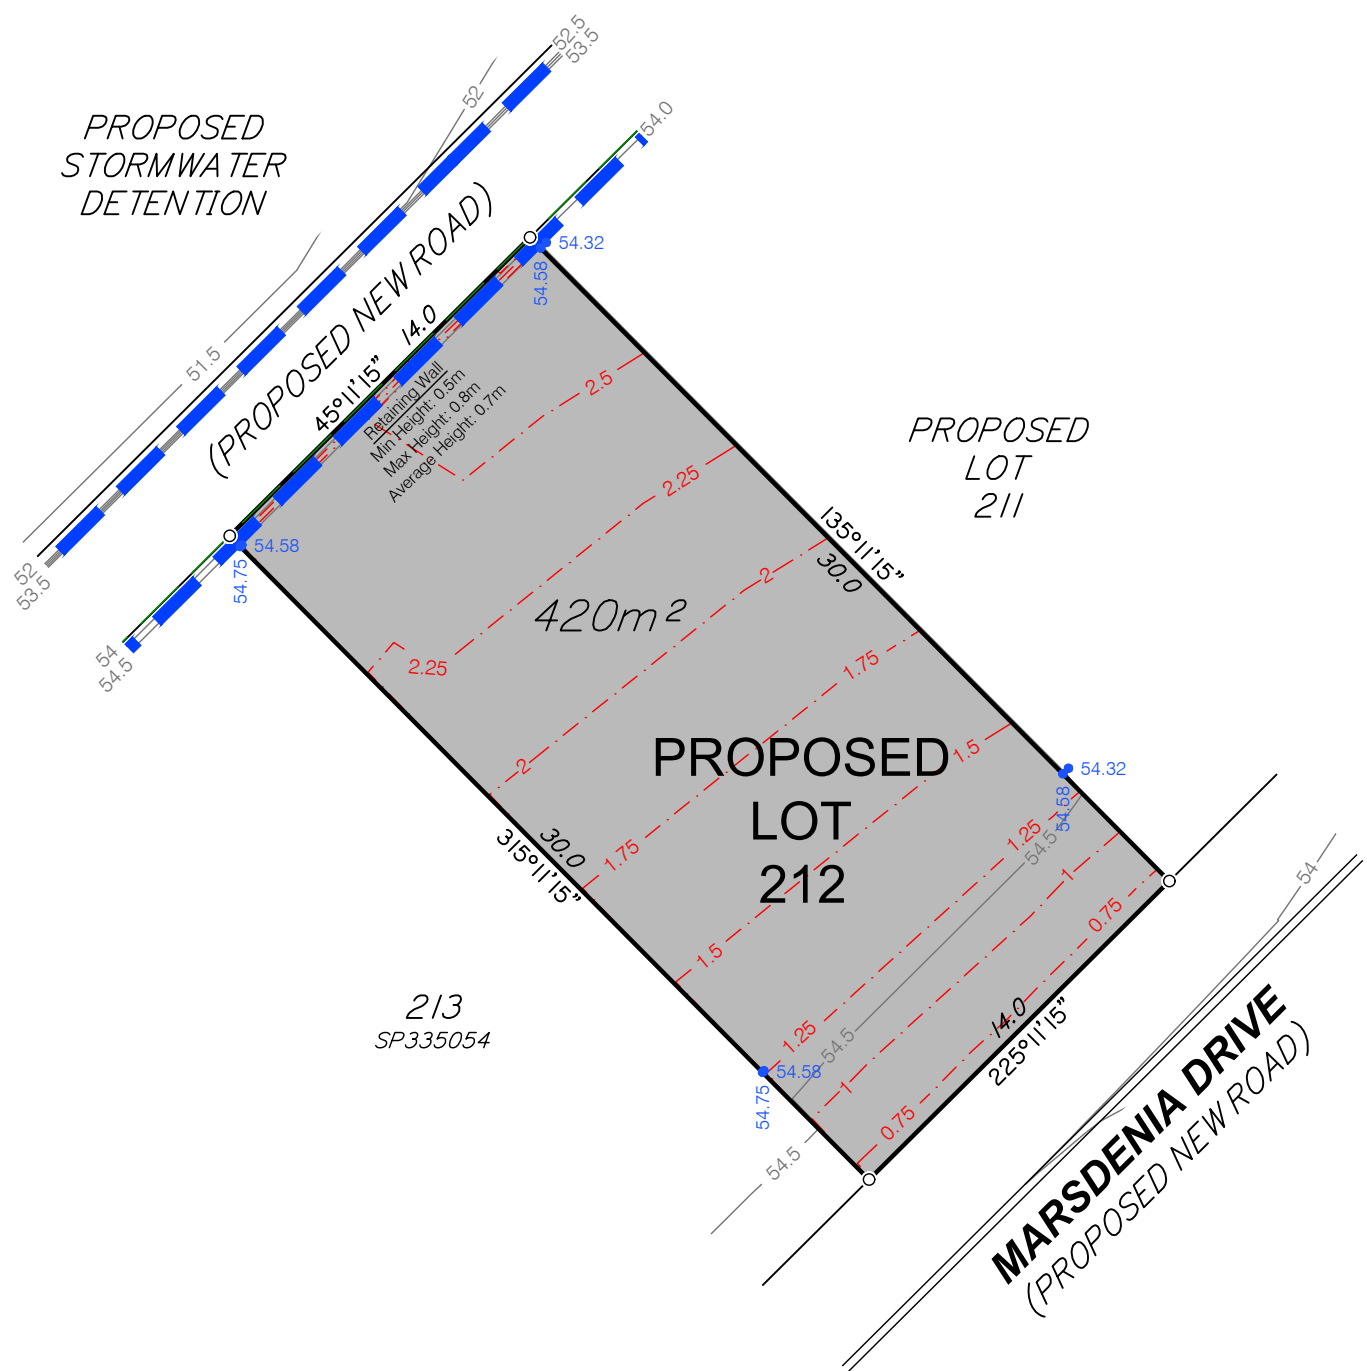 52.5
53.5
52
54.0
PROPOSED
STORMWATER
DETENTION
(PROPOSED NEW ROAD)
51.5
54.32
54.58
14.0
45°11'15"
Retaining Wall
Min Height: 0.5m
Max Height: 0.8m
Average Height: 0.7m
2.5
2.25
PROPOSED
LOT
211
135°11'15"
30.0
52
53.5
54.58
54.75
54
54.5
420m²
2
2.25
1.75
2
PROPOSED
LOT
212
1.5
54.32
54.58
1.75
30.0
315°11'15"
1.25
54.5
1
54
1.5
0.75
213
SP335054
1.25
54.5
14.0
225°11'15"
54.58
54.75
1
0.75
54.5
MARSDENIA DRIVE
(PROPOSED NEW ROAD)